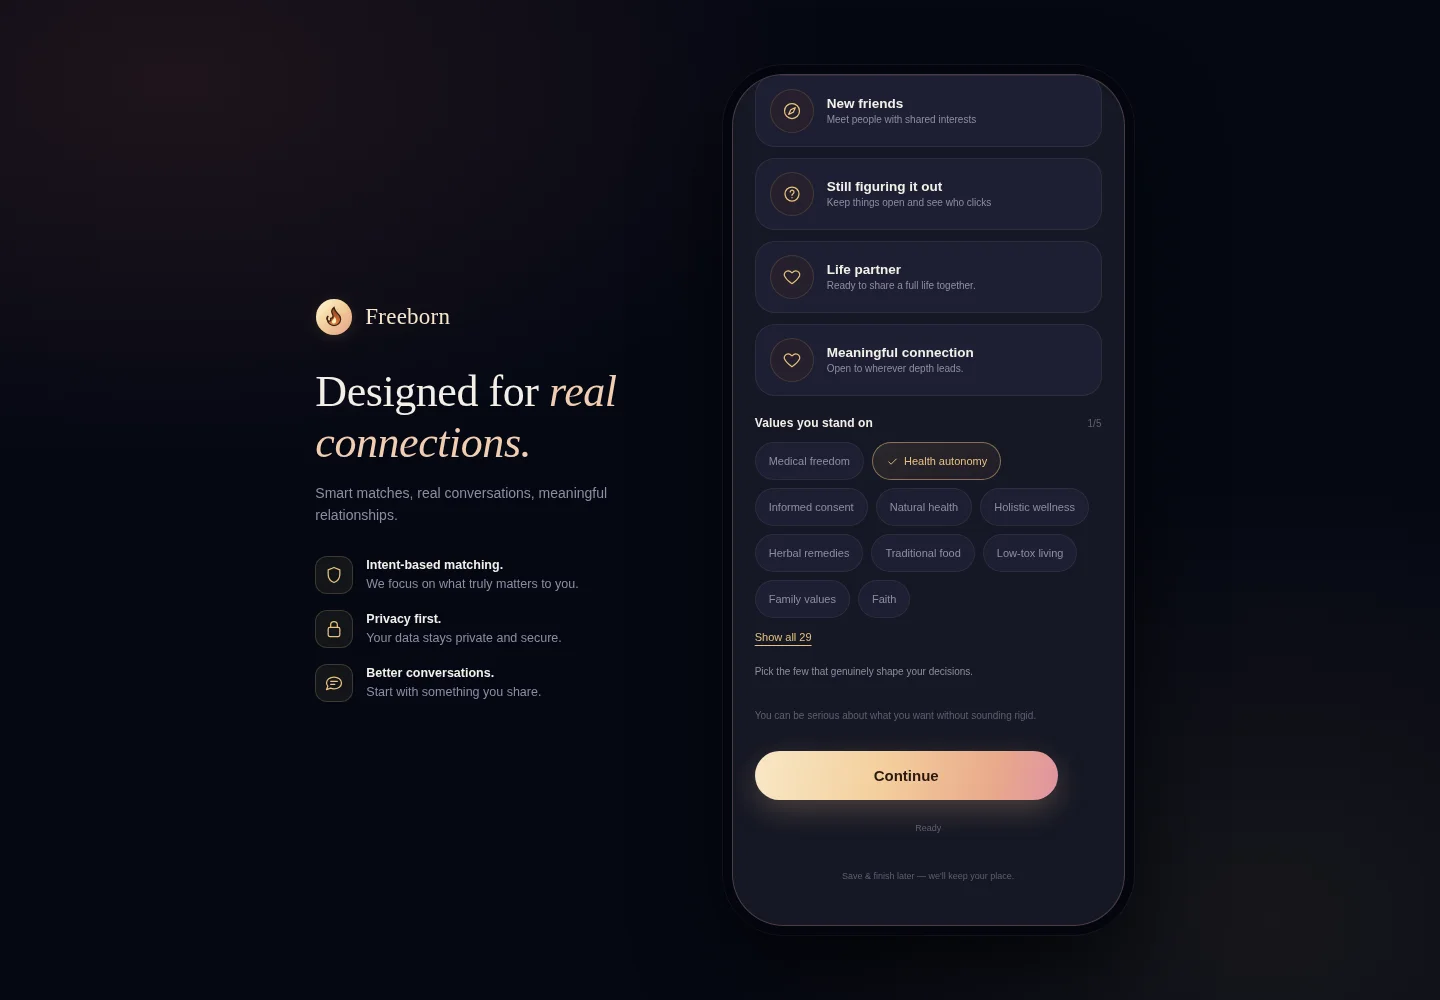 Freeborn
Designed for real
connections.
Smart matches, real conversations, meaningful
relationships.
Intent-based matching.
We focus on what truly matters to you.
Privacy first.
Your data stays private and secure.
Better conversations.
Start with something you share.
New friends
Meet people with shared interests
Still figuring it out
Keep things open and see who clicks
Life partner
Ready to share a full life together.
Meaningful connection
Open to wherever depth leads.
Values you stand on 1/5
Medical freedom Health autonomy
Informed consent Natural health Holistic wellness
Herbal remedies Traditional food Low-tox living
Family values Faith
Show all 29
Pick the few that genuinely shape your decisions.
You can be serious about what you want without sounding rigid.
Continue
Ready
Save & finish later — we'll keep your place.